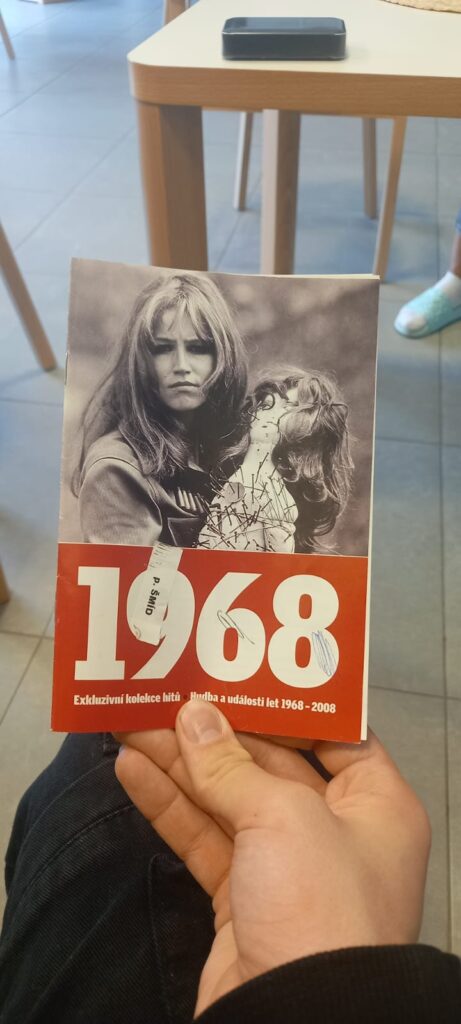 P. ŠMÍD
1968
Exkluzivní kolekce hitů • Hudba a události let 1968 – 2008